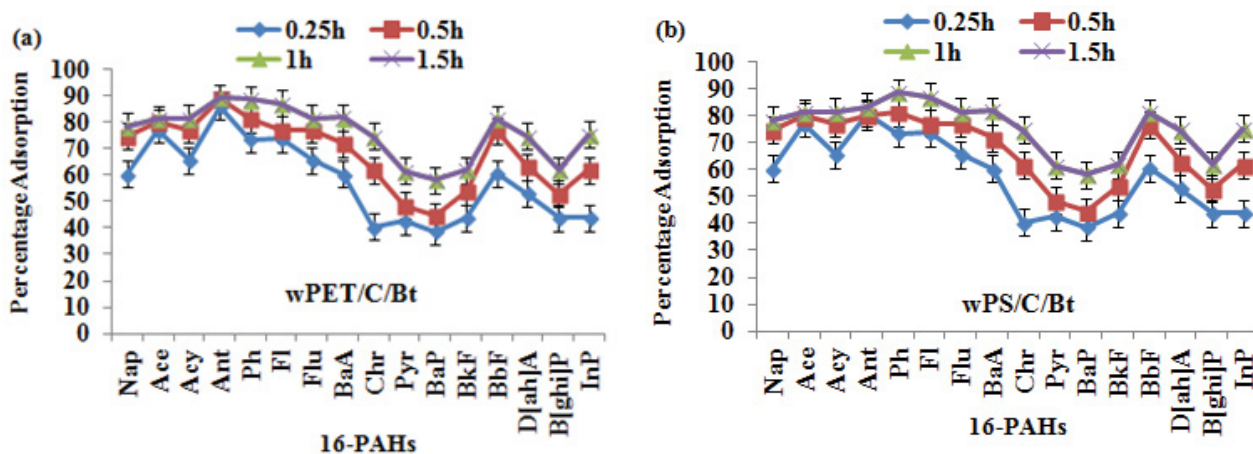 (a)
0.25h 0.5h
1h 1.5h
Percentage Adsorption
100
90
80
70
60
50
40
30
20
10
0
wPET/C/Bt
Nap Ace Acy Ant Ph Fl Flu BaA Chr Pyr BaP BkF BbF D[ah]A B[ghi]P InP
16-PAHs
(b)
0.25h 0.5h
1h 1.5h
Percentage Adsorption
100
90
80
70
60
50
40
30
20
10
0
wPS/C/Bt
Nap Ace Acy Ant Ph Fl Flu BaA Chr Pyr BaP BkF BbF D[ah]A B[ghi]P InP
16-PAHs